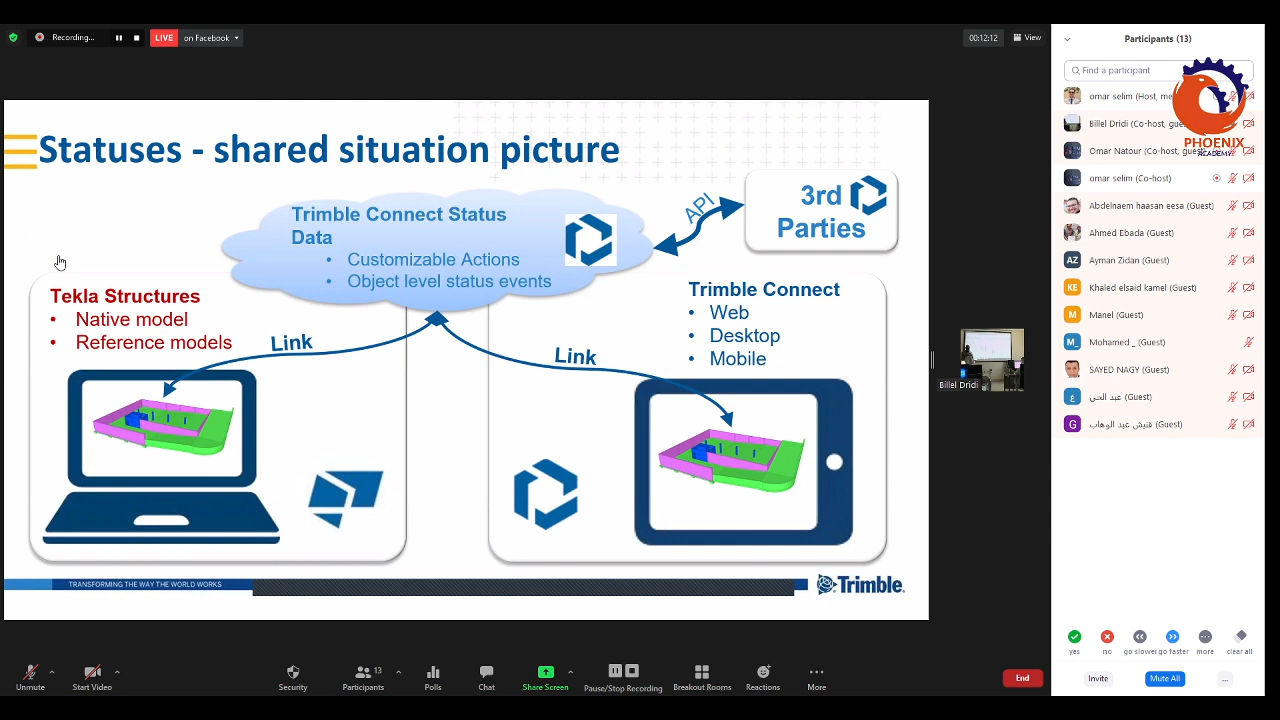 Recording...
LIVE
on Facebook
00:12:12
View
Statuses - shared situation picture
Trimble Connect Status
Data
• Customizable Actions
• Object level status events
API
3rd
Parties
Tekla Structures
• Native model
• Reference models
Link
Link
Trimble Connect
• Web
• Desktop
• Mobile
TRANSFORMING THE WAY THE WORLD WORKS
Trimble
Billel Dridi
Participants (13)
Find a participant
PHOENIX
ACADEMY
omar selim (Host, me
Billel Dridi (Co-host, gue
Omar Natour (Co-host, gue
omar selim (Co-host)
Abdelnaem haasan eesa (Guest)
Ahmed Ebada (Guest)
AZ Ayman Zidan (Guest)
KE Khaled elsaid kamel (Guest)
M Manel (Guest)
M_ Mohamed _ (Guest)
SAYED NAGY (Guest)
ع عبد الحي (Guest)
G قنيش عبد الوهاب (Guest)
yes
no
go slower
go faster
more
clear all
Invite
Mute All
...
Unmute
Start Video
Security
Participants 13
Polls
Chat
Share Screen
Pause/Stop Recording
Breakout Rooms
Reactions
More
End